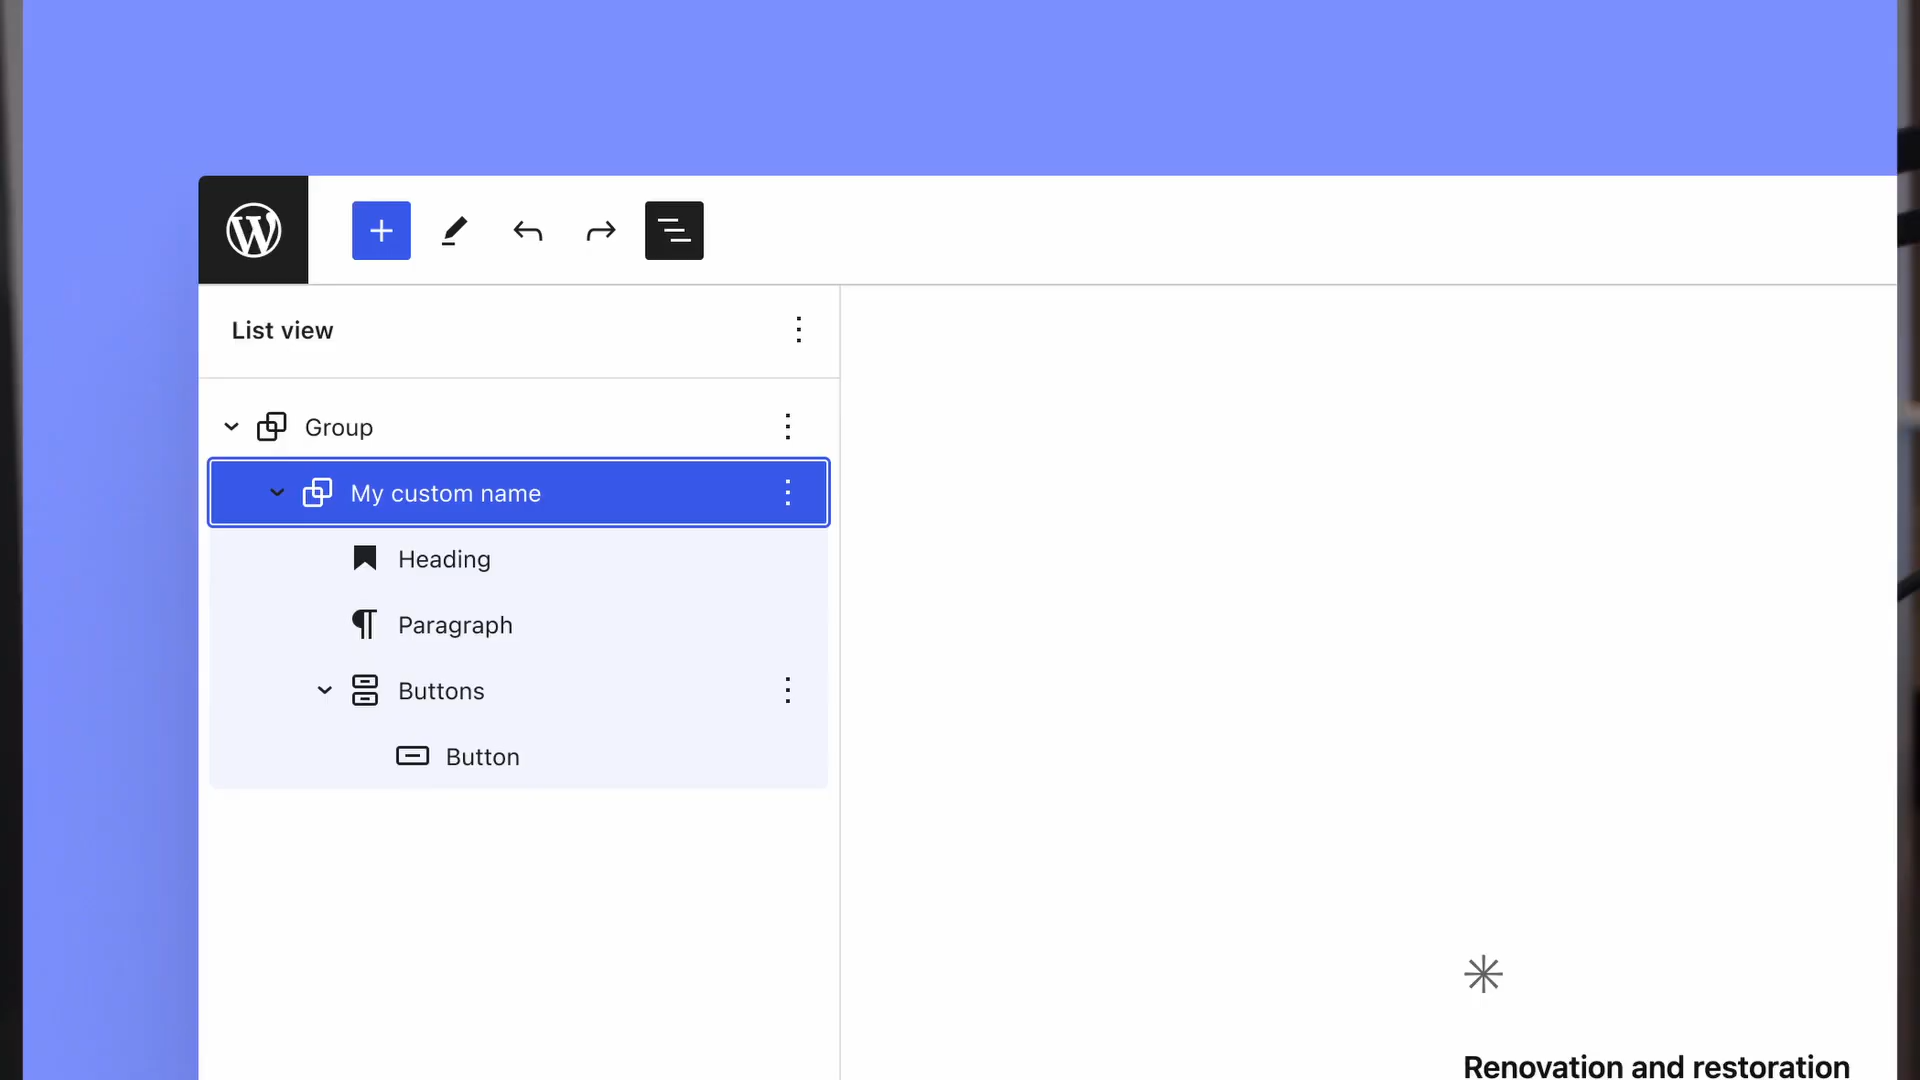 List view
Group
My custom name
Heading
Paragraph
Buttons
Button
Renovation and restoration